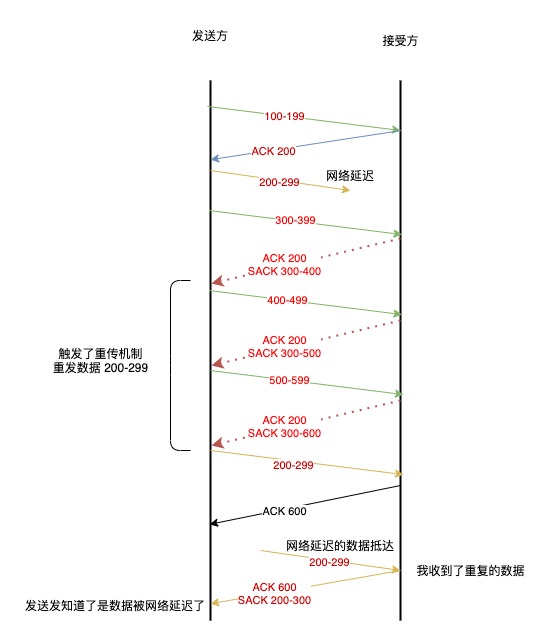 发送方
接受方
100-199
ACK 200
200-299
网络延迟
300-399
ACK 200
SACK 300-400
400-499
触发了重传机制
重发数据 200-299
ACK 200
SACK 300-500
500-599
ACK 200
SACK 300-600
200-299
ACK 600
网络延迟的数据抵达
200-299
我收到了重复的数据
ACK 600
SACK 200-300
发送发知道了是数据被网络延迟了